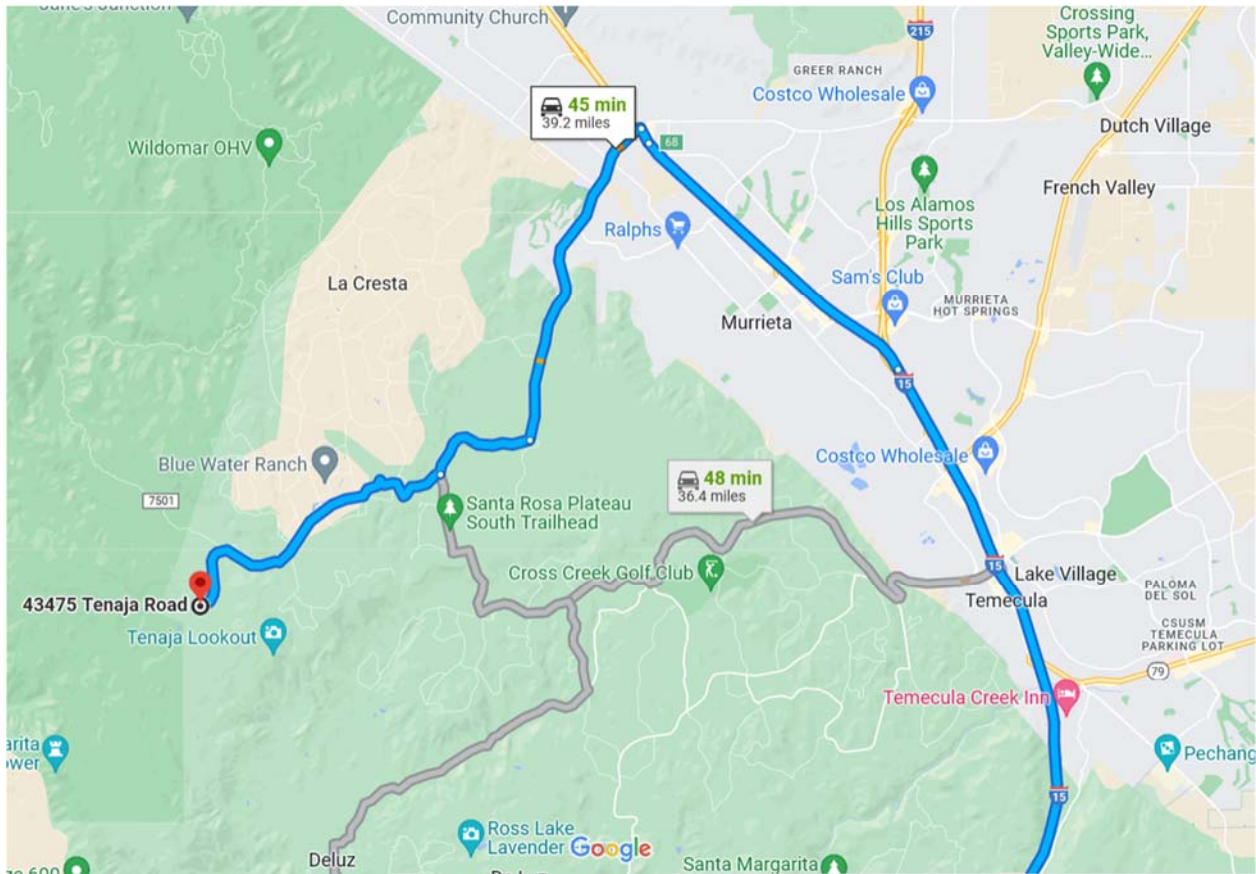 Community Church
215
Crossing
Sports Park,
Valley-Wide...
GREER RANCH
Costco Wholesale
45 min
39.2 miles
68
Dutch Village
Wildomar OHV
French Valley
Los Alamos
Hills Sports
Park
Ralphs
La Cresta
Sam's Club
MURRIETA
HOT SPRINGS
Murrieta
15
Blue Water Ranch
Costco Wholesale
48 min
36.4 miles
7501
Santa Rosa Plateau
South Trailhead
Cross Creek Golf Club
15
Lake Village
Temecula
PALOMA
DEL SOL
43475 Tenaja Road
CSUSM
TEMECULA
PARKING LOT
Tenaja Lookout
79
Temecula Creek Inn
Pechang
15
Ross Lake
Lavender
Google
Deluz
Santa Margarita